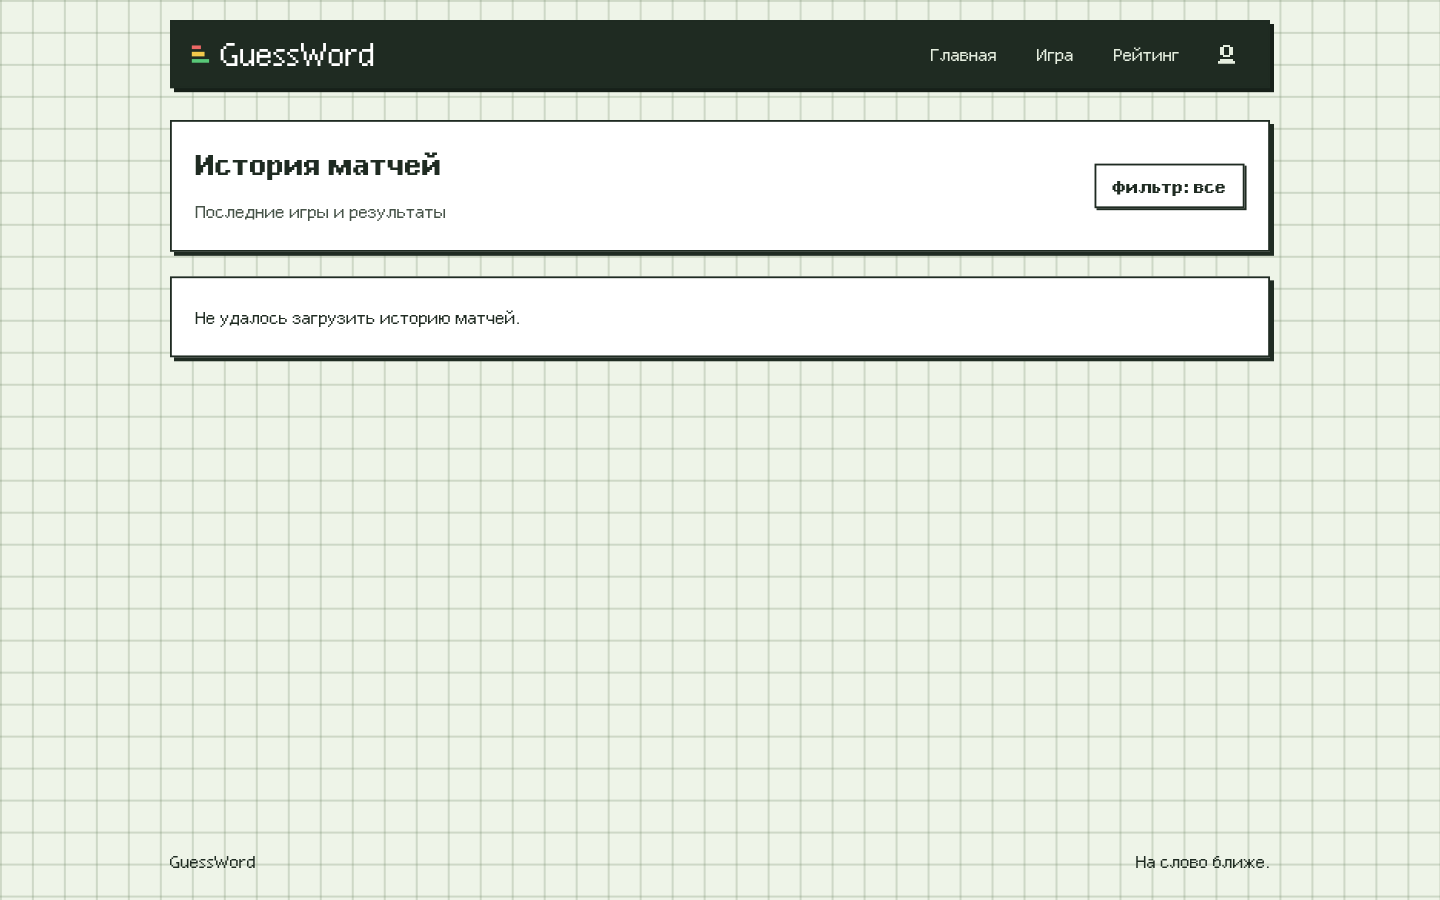 GuessWord
Главная Игра Рейтинг
История матчей
Последние игры и результаты
Фильтр: все
Не удалось загрузить историю матчей.
GuessWord
На слово ближе.